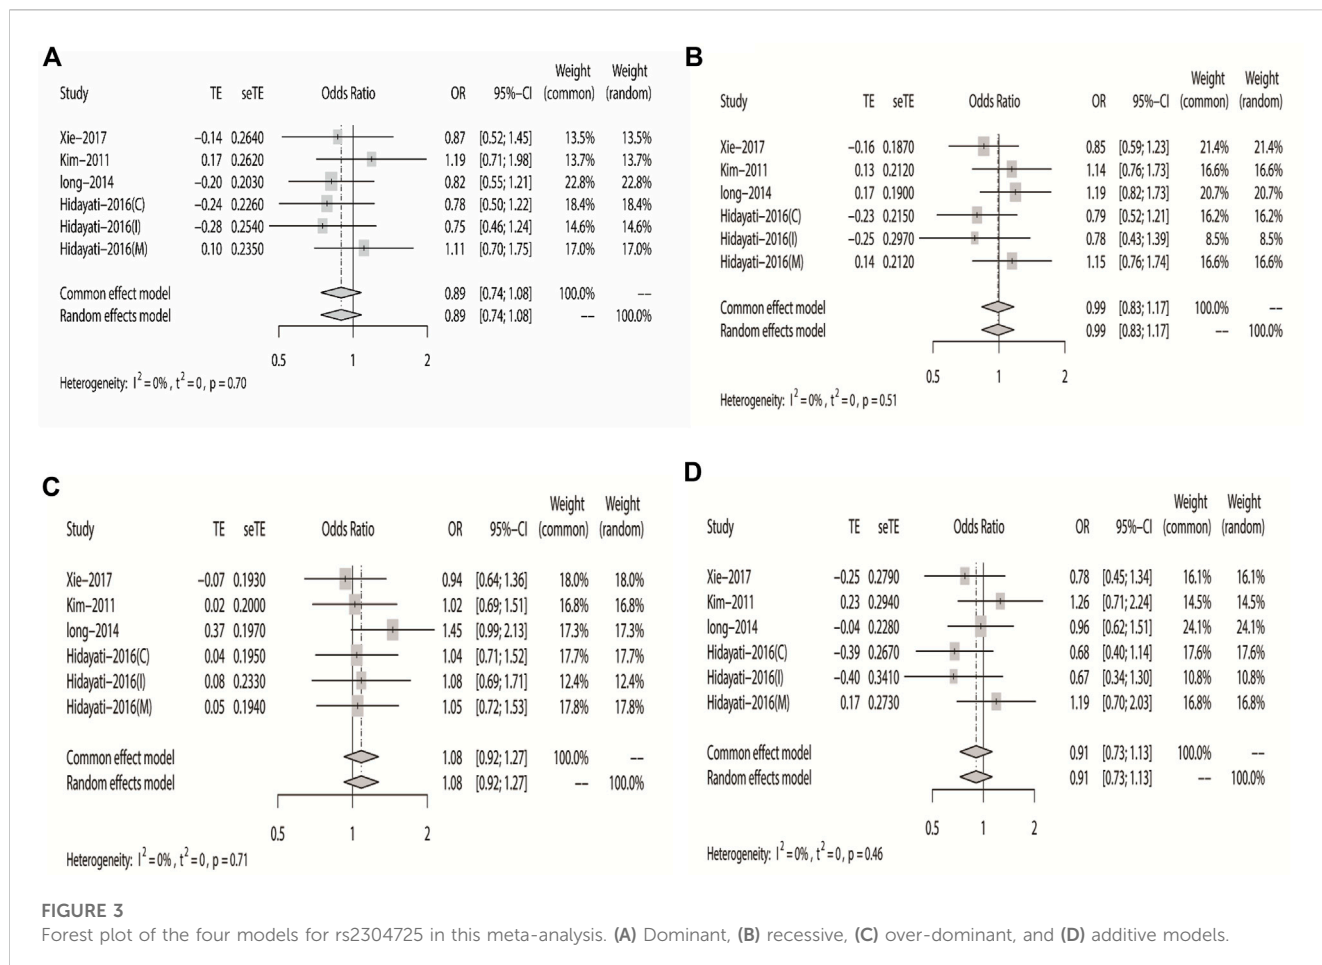 A
Weight Weight
Study TE seTE Odds Ratio OR 95%–CI (common) (random)
Xie–2017 –0.14 0.2640 0.87 [0.52; 1.45] 13.5% 13.5%
Kim–2011 0.17 0.2620 1.19 [0.71; 1.98] 13.7% 13.7%
long–2014 –0.20 0.2030 0.82 [0.55; 1.21] 22.8% 22.8%
Hidayati–2016(C) –0.24 0.2260 0.78 [0.50; 1.22] 18.4% 18.4%
Hidayati–2016(I) –0.28 0.2540 0.75 [0.46; 1.24] 14.6% 14.6%
Hidayati–2016(M) 0.10 0.2350 1.11 [0.70; 1.75] 17.0% 17.0%
Common effect model 0.89 [0.74; 1.08] 100.0% ––
Random effects model 0.89 [0.74; 1.08] –– 100.0%
0.5 1 2
Heterogeneity: I² = 0%, t² = 0, p = 0.70
B
Weight Weight
Study TE seTE Odds Ratio OR 95%–CI (common) (random)
Xie–2017 –0.16 0.1870 0.85 [0.59; 1.23] 21.4% 21.4%
Kim–2011 0.13 0.2120 1.14 [0.76; 1.73] 16.6% 16.6%
long–2014 0.17 0.1900 1.19 [0.82; 1.73] 20.7% 20.7%
Hidayati–2016(C) –0.23 0.2150 0.79 [0.52; 1.21] 16.2% 16.2%
Hidayati–2016(I) –0.25 0.2970 0.78 [0.43; 1.39] 8.5% 8.5%
Hidayati–2016(M) 0.14 0.2120 1.15 [0.76; 1.74] 16.6% 16.6%
Common effect model 0.99 [0.83; 1.17] 100.0% ––
Random effects model 0.99 [0.83; 1.17] –– 100.0%
0.5 1 2
Heterogeneity: I² = 0%, t² = 0, p = 0.51
C
Weight Weight
Study TE seTE Odds Ratio OR 95%–CI (common) (random)
Xie–2017 –0.07 0.1930 0.94 [0.64; 1.36] 18.0% 18.0%
Kim–2011 0.02 0.2000 1.02 [0.69; 1.51] 16.8% 16.8%
long–2014 0.37 0.1970 1.45 [0.99; 2.13] 17.3% 17.3%
Hidayati–2016(C) 0.04 0.1950 1.04 [0.71; 1.52] 17.7% 17.7%
Hidayati–2016(I) 0.08 0.2330 1.08 [0.69; 1.71] 12.4% 12.4%
Hidayati–2016(M) 0.05 0.1940 1.05 [0.72; 1.53] 17.8% 17.8%
Common effect model 1.08 [0.92; 1.27] 100.0% ––
Random effects model 1.08 [0.92; 1.27] –– 100.0%
0.5 1 2
Heterogeneity: I² = 0%, t² = 0, p = 0.71
D
Weight Weight
Study TE seTE Odds Ratio OR 95%–CI (common) (random)
Xie–2017 –0.25 0.2790 0.78 [0.45; 1.34] 16.1% 16.1%
Kim–2011 0.23 0.2940 1.26 [0.71; 2.24] 14.5% 14.5%
long–2014 –0.04 0.2280 0.96 [0.62; 1.51] 24.1% 24.1%
Hidayati–2016(C) –0.39 0.2670 0.68 [0.40; 1.14] 17.6% 17.6%
Hidayati–2016(I) –0.40 0.3410 0.67 [0.34; 1.30] 10.8% 10.8%
Hidayati–2016(M) 0.17 0.2730 1.19 [0.70; 2.03] 16.8% 16.8%
Common effect model 0.91 [0.73; 1.13] 100.0% ––
Random effects model 0.91 [0.73; 1.13] –– 100.0%
0.5 1 2
Heterogeneity: I² = 0%, t² = 0, p = 0.46
FIGURE 3
Forest plot of the four models for rs2304725 in this meta-analysis. (A) Dominant, (B) recessive, (C) over-dominant, and (D) additive models.